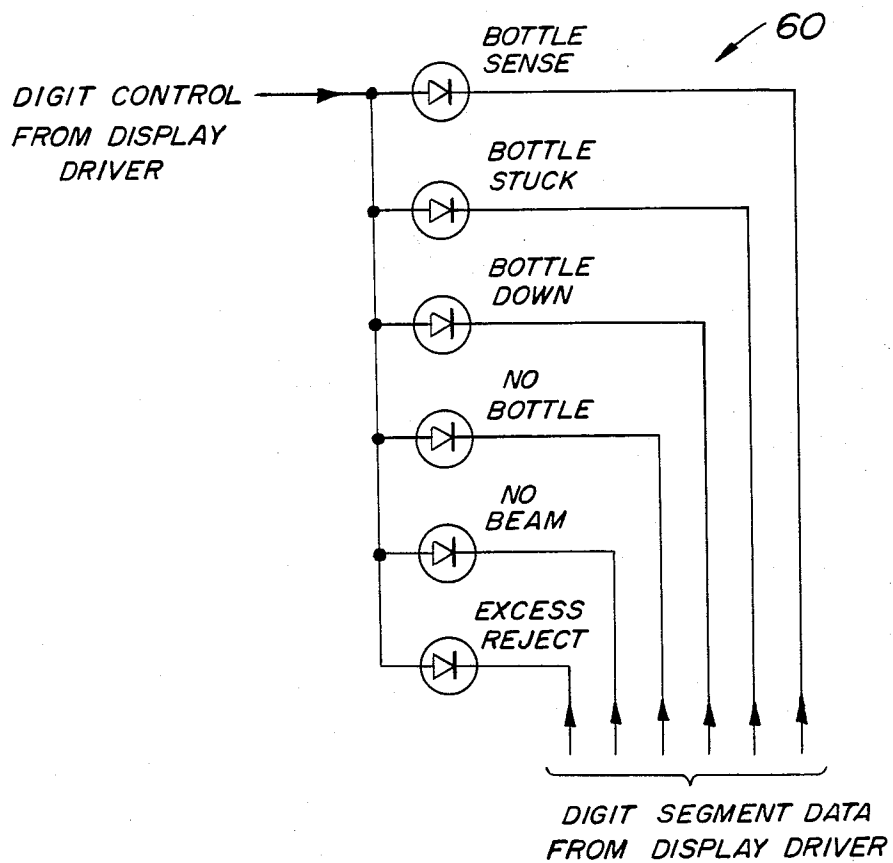 60
BOTTLE
SENSE
DIGIT CONTROL
FROM DISPLAY
DRIVER
BOTTLE
STUCK
BOTTLE
DOWN
NO
BOTTLE
NO
BEAM
EXCESS
REJECT
DIGIT SEGMENT DATA
FROM DISPLAY DRIVER